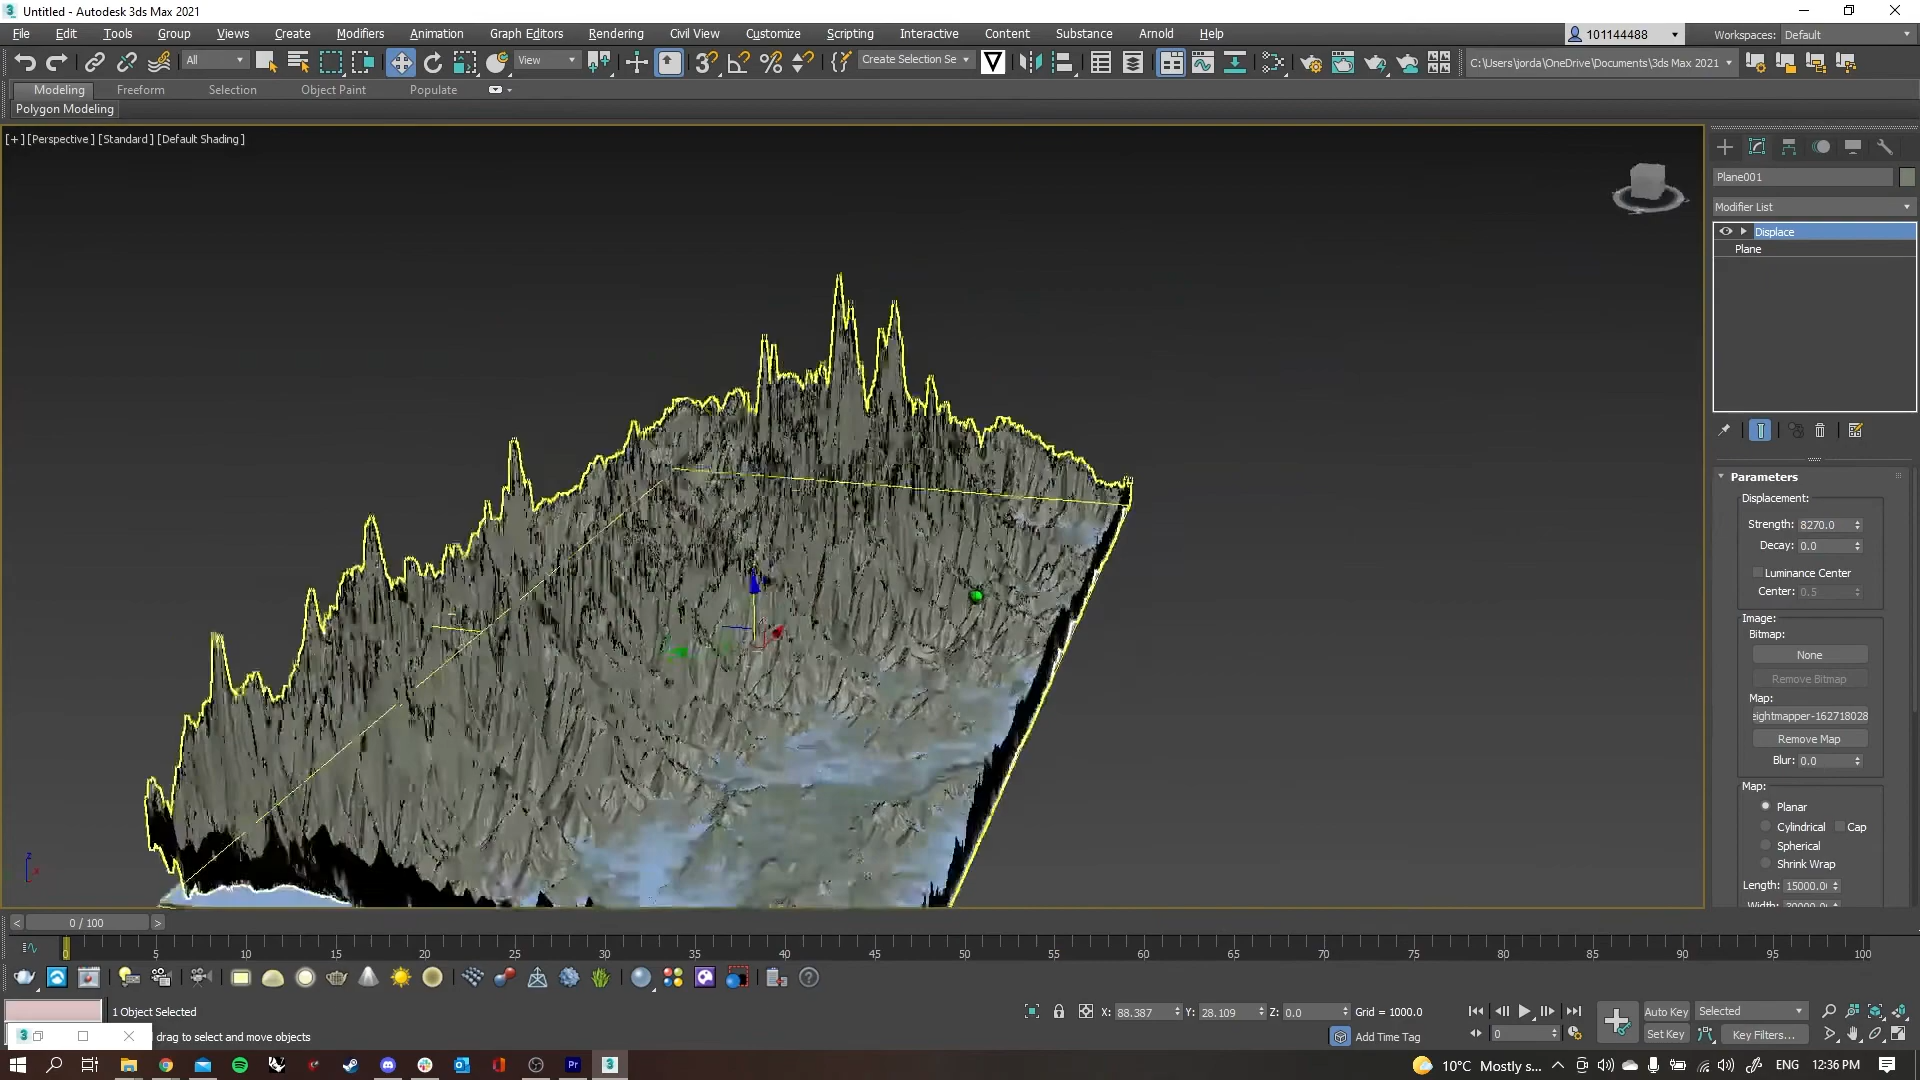 Untitled - Autodesk 3ds Max 2021
File Edit Tools Group Views Create Modifiers Animation Graph Editors Rendering Civil View Customize Scripting Interactive Content Substance Arnold Help 101144488 Workspaces: Default
All View Create Selection Se C:\Users\jorda\OneDrive\Documents\3ds Max 2021
Modeling Freeform Selection Object Paint Populate
Polygon Modeling
[+] [Perspective] [Standard] [Default Shading]
Plane001
Modifier List
Displace
Plane
Parameters
Displacement:
Strength: 8270.0
Decay: 0.0
Luminance Center
Center: 0.5
Image:
Bitmap:
None
Remove Bitmap
Map:
eightmapper-162718028
Remove Map
Blur: 0.0
Map:
Planar
Cylindrical Cap
Spherical
Shrink Wrap
Length: 15000.0
< 0 / 100 >
0 5 10 15 20 25 30 35 40 45 50 55 60 65 70 75 80 85 90 95 100
1 Object Selected X: 88.387 Y: 28.109 Z: 0.0 Grid = 1000.0 Auto Key Selected
drag to select and move objects Add Time Tag 0 Set Key Key Filters...
10°C Mostly s... ENG 12:36 PM